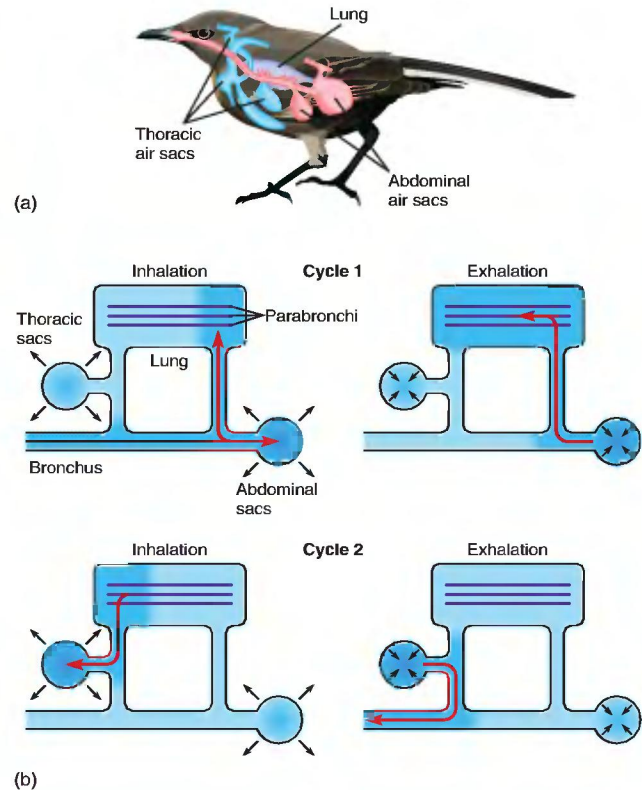 Lung
Thoracic
air sacs
Abdominal
air sacs
(a)
Inhalation
Cycle 1
Exhalation
Thoracic
sacs
Parabronchi
Lung
Bronchus
Abdominal
sacs
Inhalation
Cycle 2
Exhalation
(b)